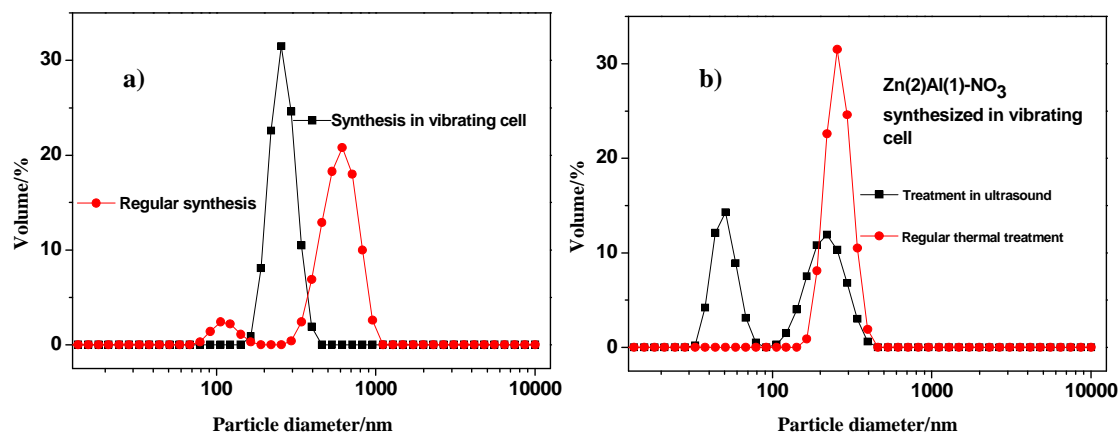 a)
Synthesis in vibrating cell
Regular synthesis
Volume/%
30
20
10
0
100
1000
10000
Particle diameter/nm
b)
Zn(2)Al(1)-NO3
synthesized in vibrating
cell
Treatment in ultrasound
Regular thermal treatment
Volume/%
30
20
10
0
100
1000
10000
Particle diameter/nm